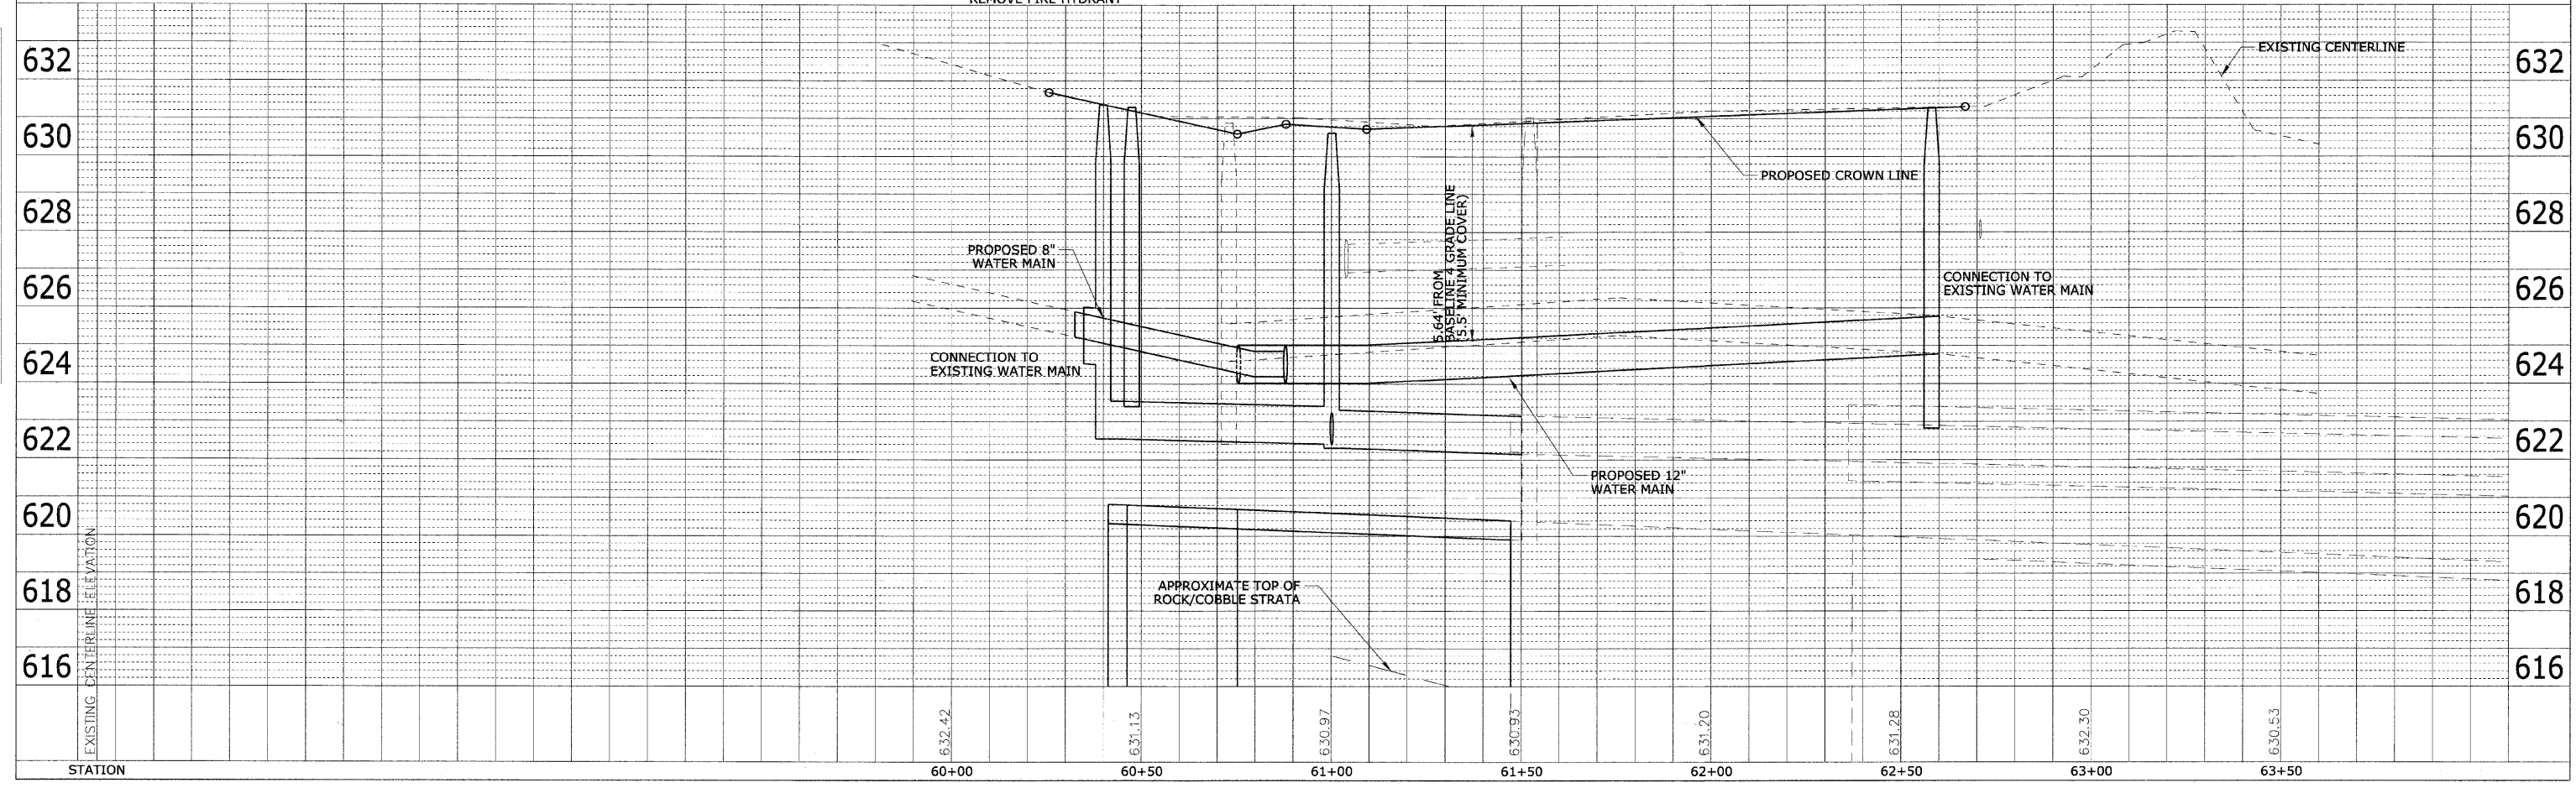 REMOVE FIRE HYDRANT
632
632
EXISTING CENTERLINE
630
630
PROPOSED CROWN LINE
628
628
5.64' FROM
BASELINE 4 GRADE LINE
(5.5' MINIMUM COVER)
PROPOSED 8"
WATER MAIN
626
626
CONNECTION TO
EXISTING WATER MAIN
624
624
CONNECTION TO
EXISTING WATER MAIN
622
622
PROPOSED 12"
WATER MAIN
620
620
618
618
APPROXIMATE TOP OF
ROCK/COBBLE STRATA
616
616
EXISTING CENTERLINE ELEVATION
632.42
631.13
630.97
630.93
631.20
631.28
632.30
630.53
STATION
60+00
60+50
61+00
61+50
62+00
62+50
63+00
63+50